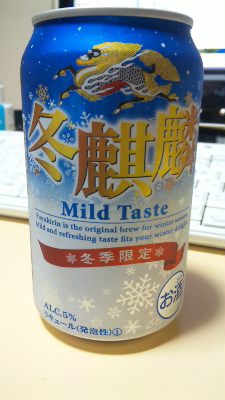 冬麒麟
Mild Taste
Fuyukirin is the original brew for winter season.
Mild and refreshing taste fits your winter delight.
冬季限定
お酒
ALC.5%
リキュール(発泡性)①